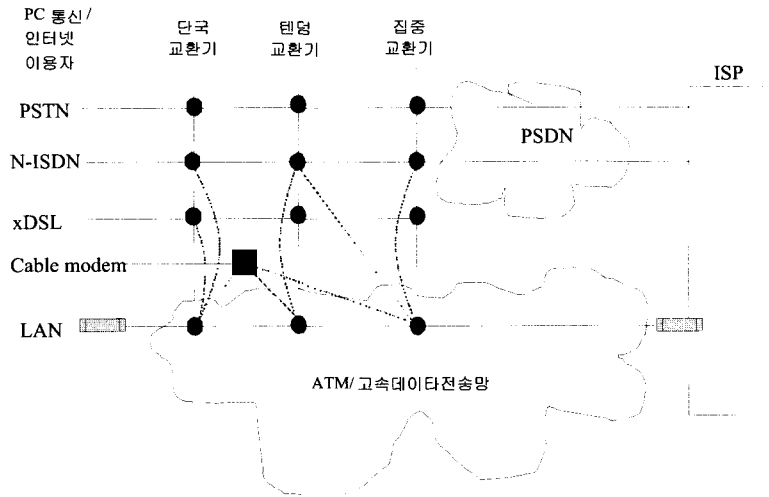 PC 통신 /
인터넷
이용자
단국
교환기
텐덤
교환기
집중
교환기
ISP
PSTN
PSDN
N-ISDN
xDSL
Cable modem
LAN
ATM/ 고속데이타전송망